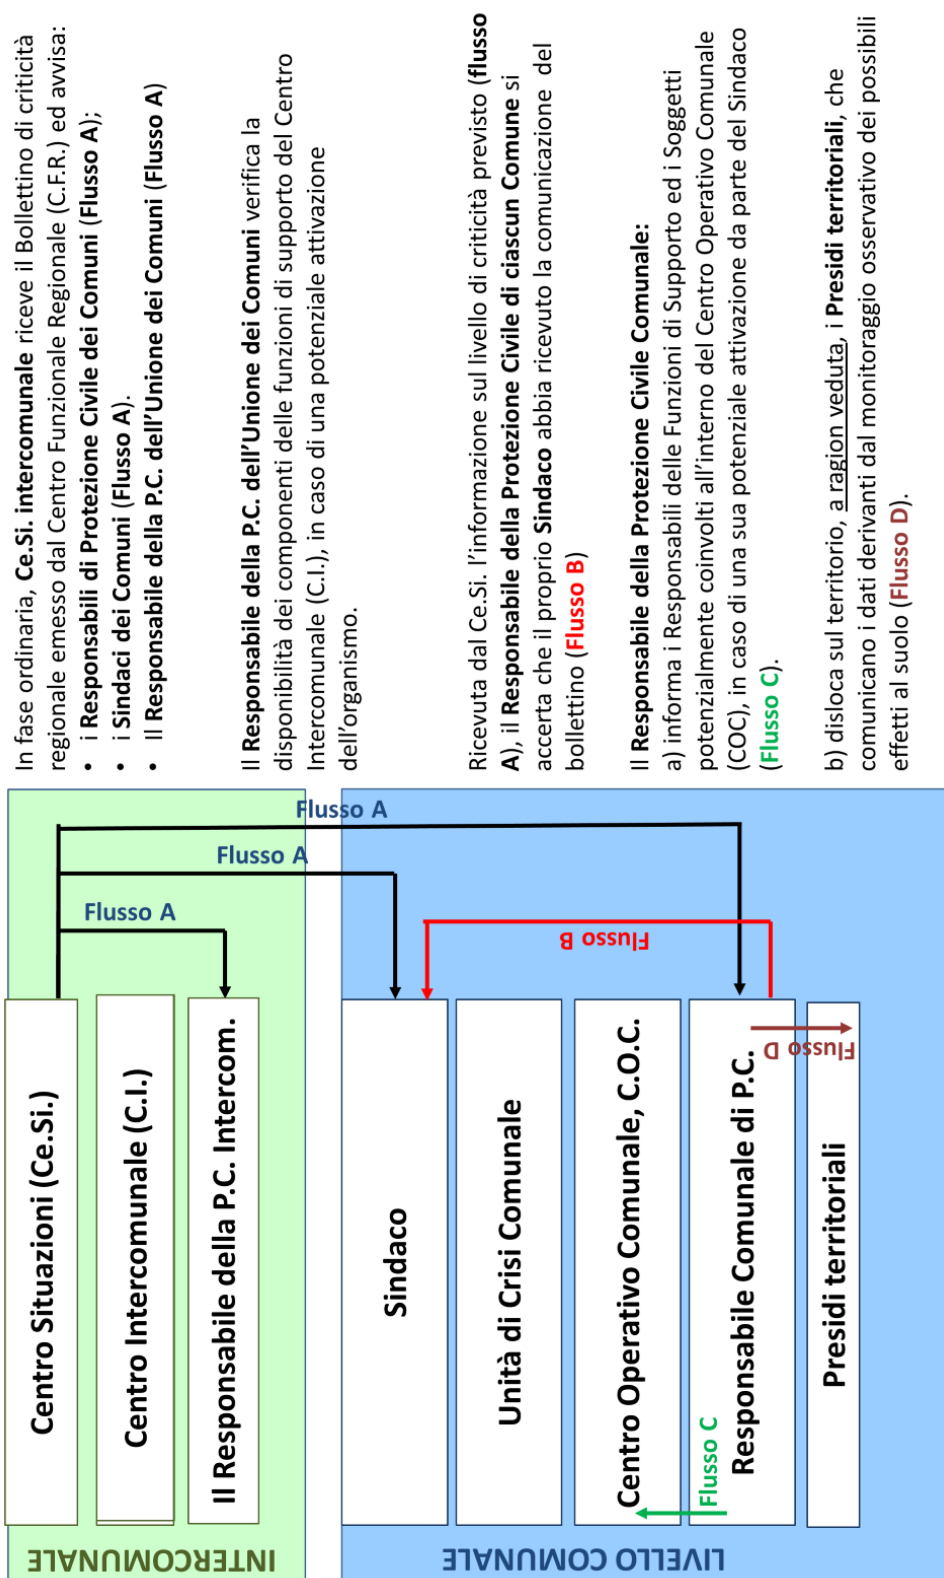 INTERCOMUNALE
Centro Situazioni (Ce.Si.)
Centro Intercomunale (C.I.)
Il Responsabile della P.C. Intercom.
Flusso A
Flusso A
Flusso A
LIVELLO COMUNALE
Sindaco
Unità di Crisi Comunale
Centro Operativo Comunale, C.O.C.
Responsabile Comunale di P.C.
Presidi territoriali
Flusso B
Flusso C
Flusso D
In fase ordinaria, Ce.Si. intercomunale riceve il Bollettino di criticità
regionale emesso dal Centro Funzionale Regionale (C.F.R.) ed avvisa:
• i Responsabili di Protezione Civile dei Comuni (Flusso A);
• i Sindaci dei Comuni (Flusso A).
• Il Responsabile della P.C. dell'Unione dei Comuni (Flusso A)
Il Responsabile della P.C. dell'Unione dei Comuni verifica la
disponibilità dei componenti delle funzioni di supporto del Centro
Intercomunale (C.I.), in caso di una potenziale attivazione
dell'organismo.
Ricevuta dal Ce.Si. l'informazione sul livello di criticità previsto (flusso
A), il Responsabile della Protezione Civile di ciascun Comune si
accerta che il proprio Sindaco abbia ricevuto la comunicazione del
bollettino (Flusso B)
Il Responsabile della Protezione Civile Comunale:
a) informa i Responsabili delle Funzioni di Supporto ed i Soggetti
potenzialmente coinvolti all'interno del Centro Operativo Comunale
(COC), in caso di una sua potenziale attivazione da parte del Sindaco
(Flusso C).
b) disloca sul territorio, a ragion veduta, i Presidi territoriali, che
comunicano i dati derivanti dal monitoraggio osservativo dei possibili
effetti al suolo (Flusso D).